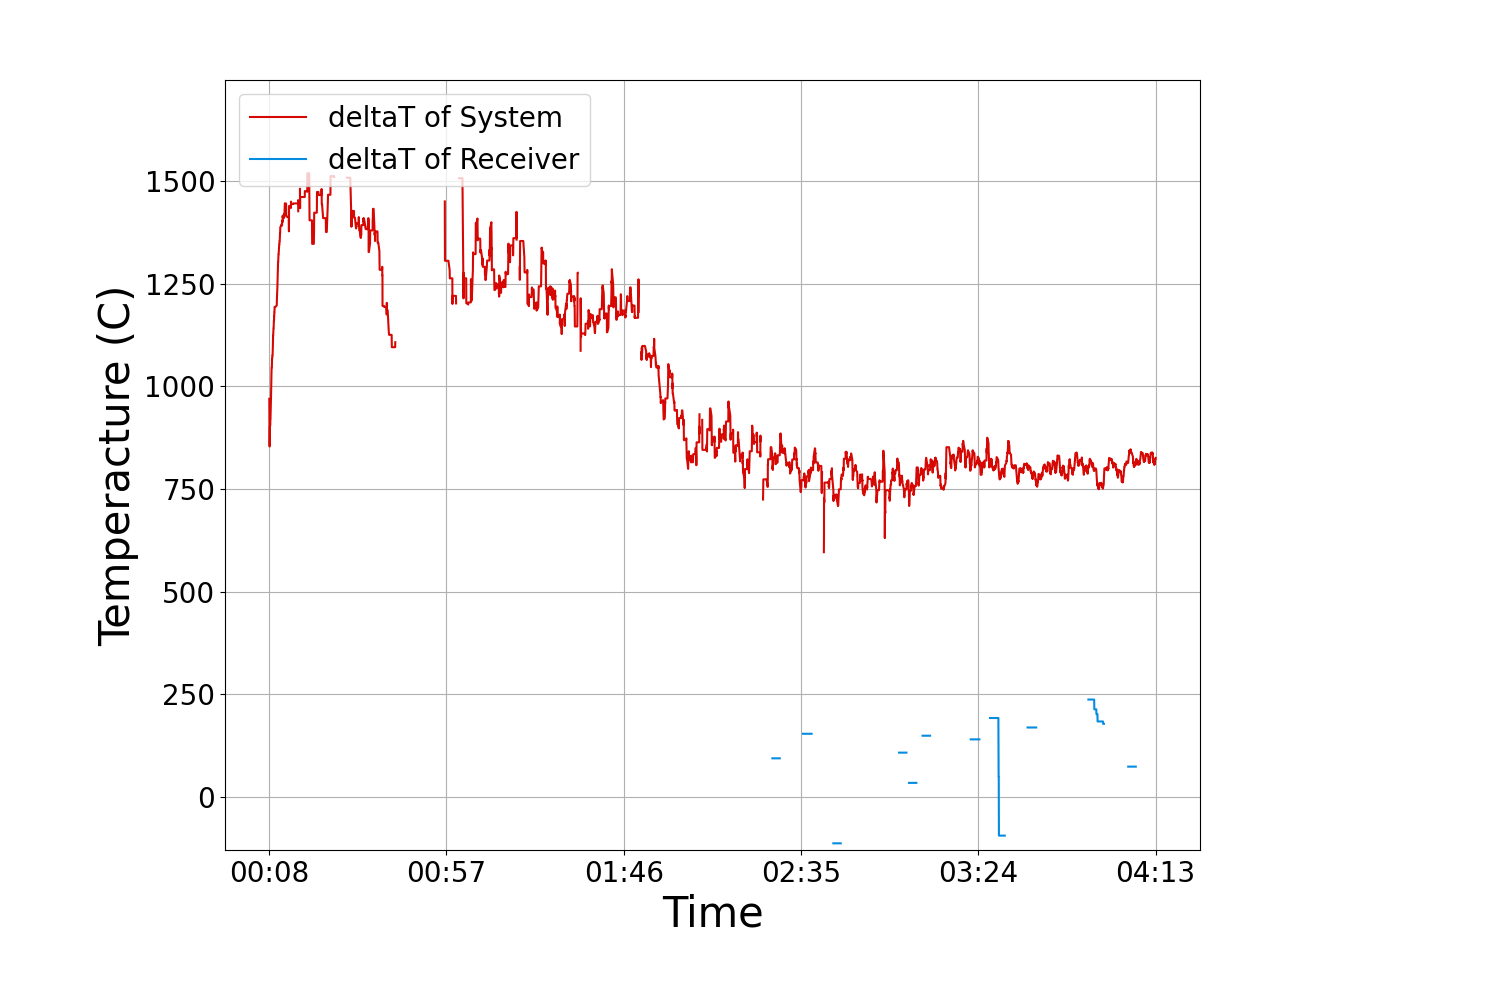 deltaT of System
deltaT of Receiver
1500
1250
1000
750
500
250
0
Temperacture (C)
00:08 00:57 01:46 02:35 03:24 04:13
Time